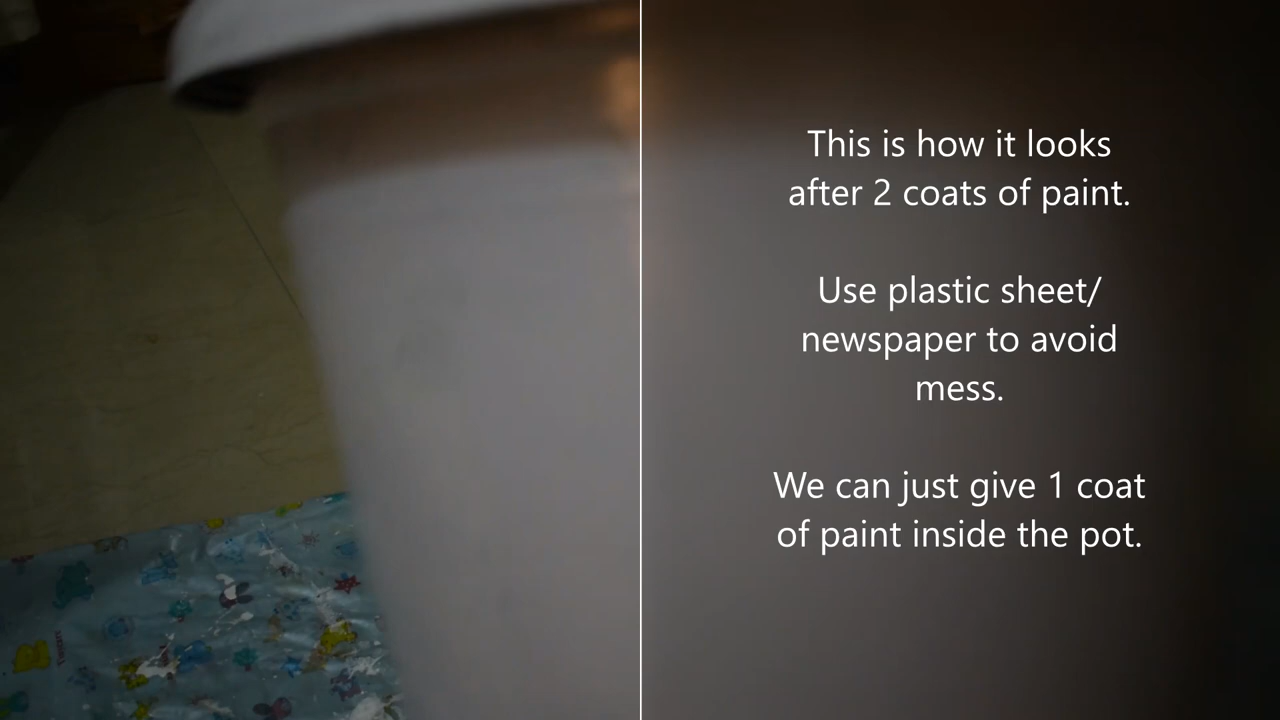 This is how it looks
after 2 coats of paint.
Use plastic sheet/
newspaper to avoid
mess.
We can just give 1 coat
of paint inside the pot.